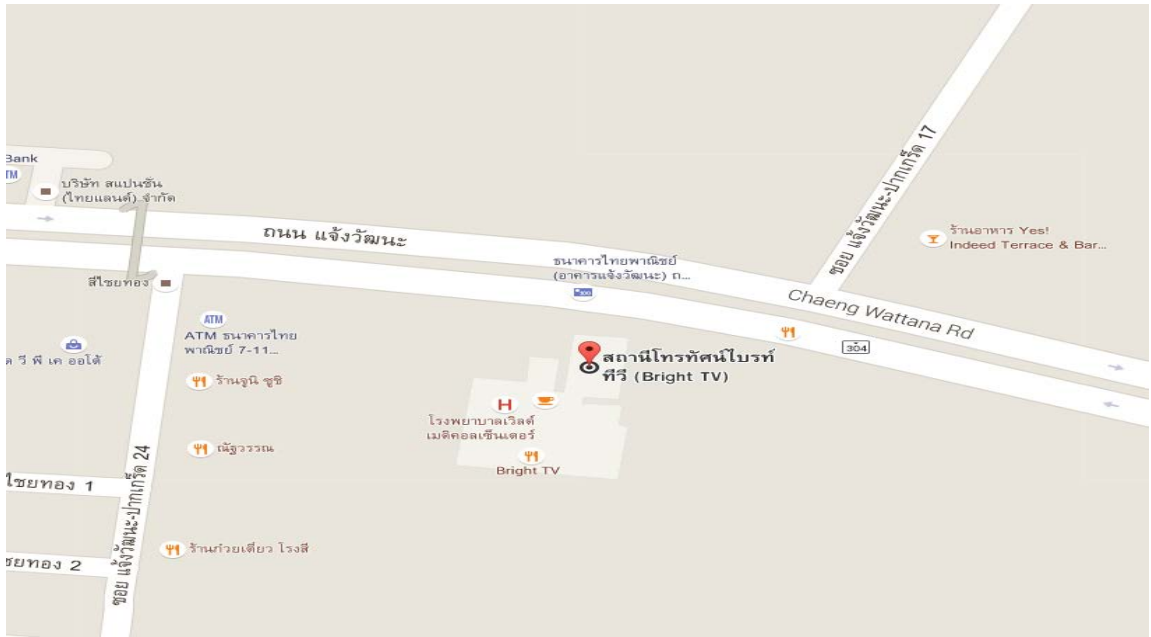 Bank
บริษัท สแปนชั่น
(ไทยแลนด์) จำกัด
ถนน แจ้งวัฒนะ
ซอย แจ้งวัฒนะ-ปากเกร็ด 17
ร้านอาหาร Yes!
Indeed Terrace & Bar...
ธนาคารไทยพาณิชย์
(อาคารแจ้งวัฒนะ) ถ...
สีไชยทอง
Chaeng Wattana Rd
304
ATM
ATM ธนาคารไทย
พาณิชย์ 7-11...
วี พี เค ออโต้
สถานีโทรทัศน์ไบรท์
ทีวี (Bright TV)
ร้านจูนิ ซูชิ
H
โรงพยาบาลเวิลด์
เมดิคอลเซ็นเตอร์
ณัฐวรรณ
Bright TV
ไชยทอง 1
ซอย แจ้งวัฒนะ-ปากเกร็ด 24
ร้านก๋วยเตี๋ยว โรงสี
ชัยทอง 2